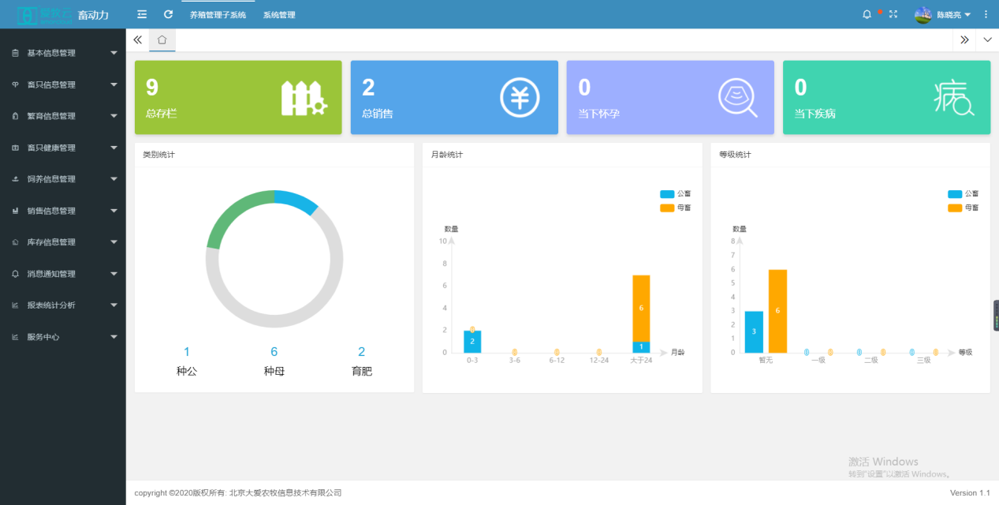 爱牧云 畜动力 养殖管理子系统 系统管理 陈晓亮
基本信息管理
畜只信息管理
繁育信息管理
畜只健康管理
饲养信息管理
销售信息管理
库存信息管理
消息通知管理
报表统计分析
服务中心
9
总存栏
2
总销售
0
当下怀孕
0
当下疾病
病
类别统计
1 6 2
种公 种母 育肥
月龄统计
公畜
母畜
数量
10
8
6
4
2
0
0
2
0
0
0
6
1
月龄
0-3 3-6 6-12 12-24 大于24
等级统计
公畜
母畜
数量
8
7
6
5
4
3
2
1
0
3
6
0 0 0 0 0 0
等级
暂无 一级 二级 三级
激活 Windows
转到"设置"以激活 Windows。
copyright ©2020版权所有: 北京大爱农牧信息技术有限公司 Version 1.1